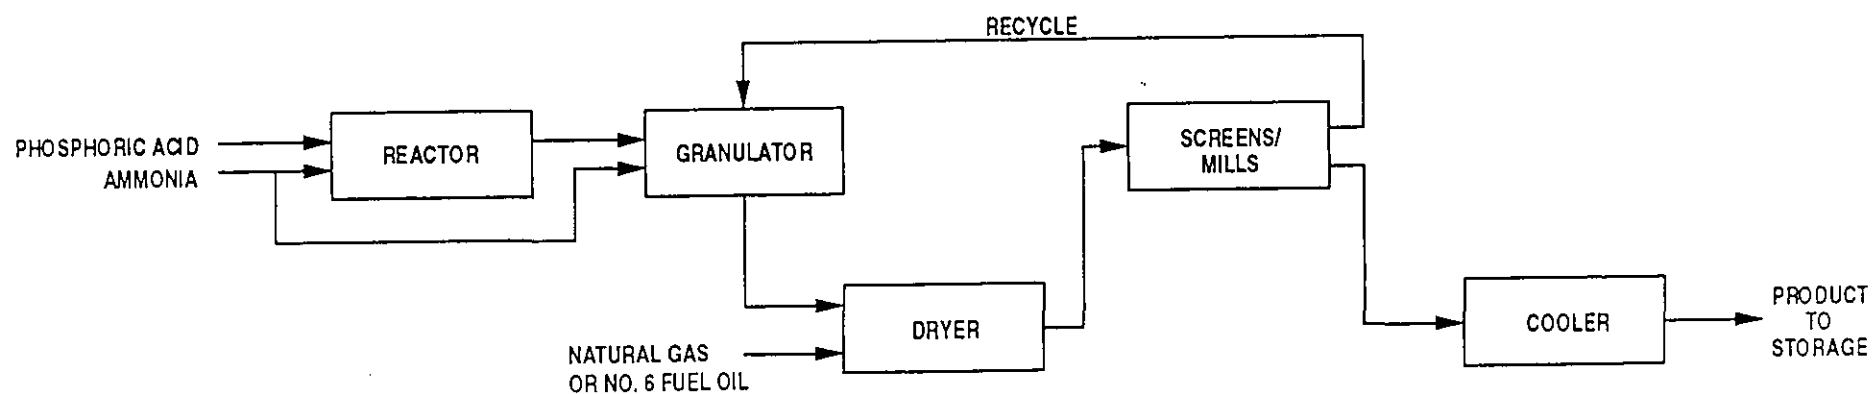 RECYCLE
PHOSPHORIC ACID
AMMONIA
REACTOR
GRANULATOR
SCREENS/
MILLS
NATURAL GAS
OR NO. 6 FUEL OIL
DRYER
COOLER
PRODUCT
TO
STORAGE